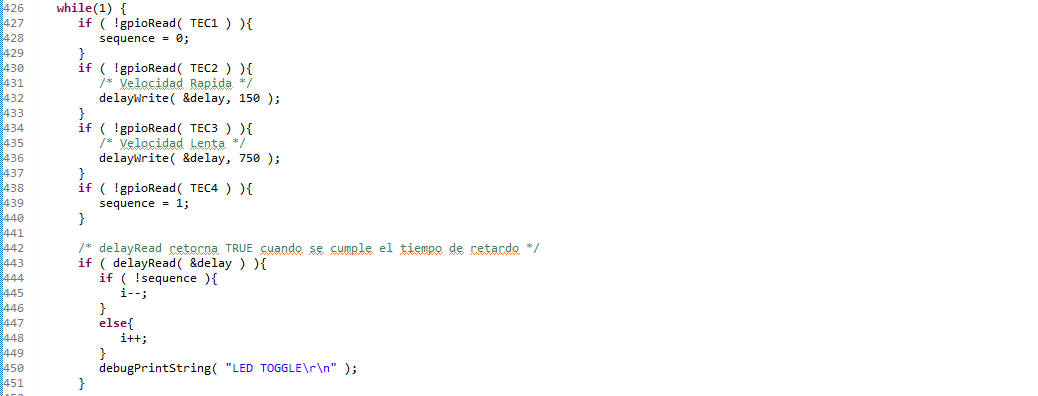 426 while(1) {
427 if ( !gpioRead( TEC1 ) ){
428 sequence = 0;
429 }
430 if ( !gpioRead( TEC2 ) ){
431 /* Velocidad Rapida */
432 delayWrite( &delay, 150 );
433 }
434 if ( !gpioRead( TEC3 ) ){
435 /* Velocidad Lenta */
436 delayWrite( &delay, 750 );
437 }
438 if ( !gpioRead( TEC4 ) ){
439 sequence = 1;
440 }
441
442 /* delayRead retorna TRUE cuando se cumple el tiempo de retardo */
443 if ( delayRead( &delay ) ){
444 if ( !sequence ){
445 i--;
446 }
447 else{
448 i++;
449 }
450 debugPrintString( "LED TOGGLE\r\n" );
451 }